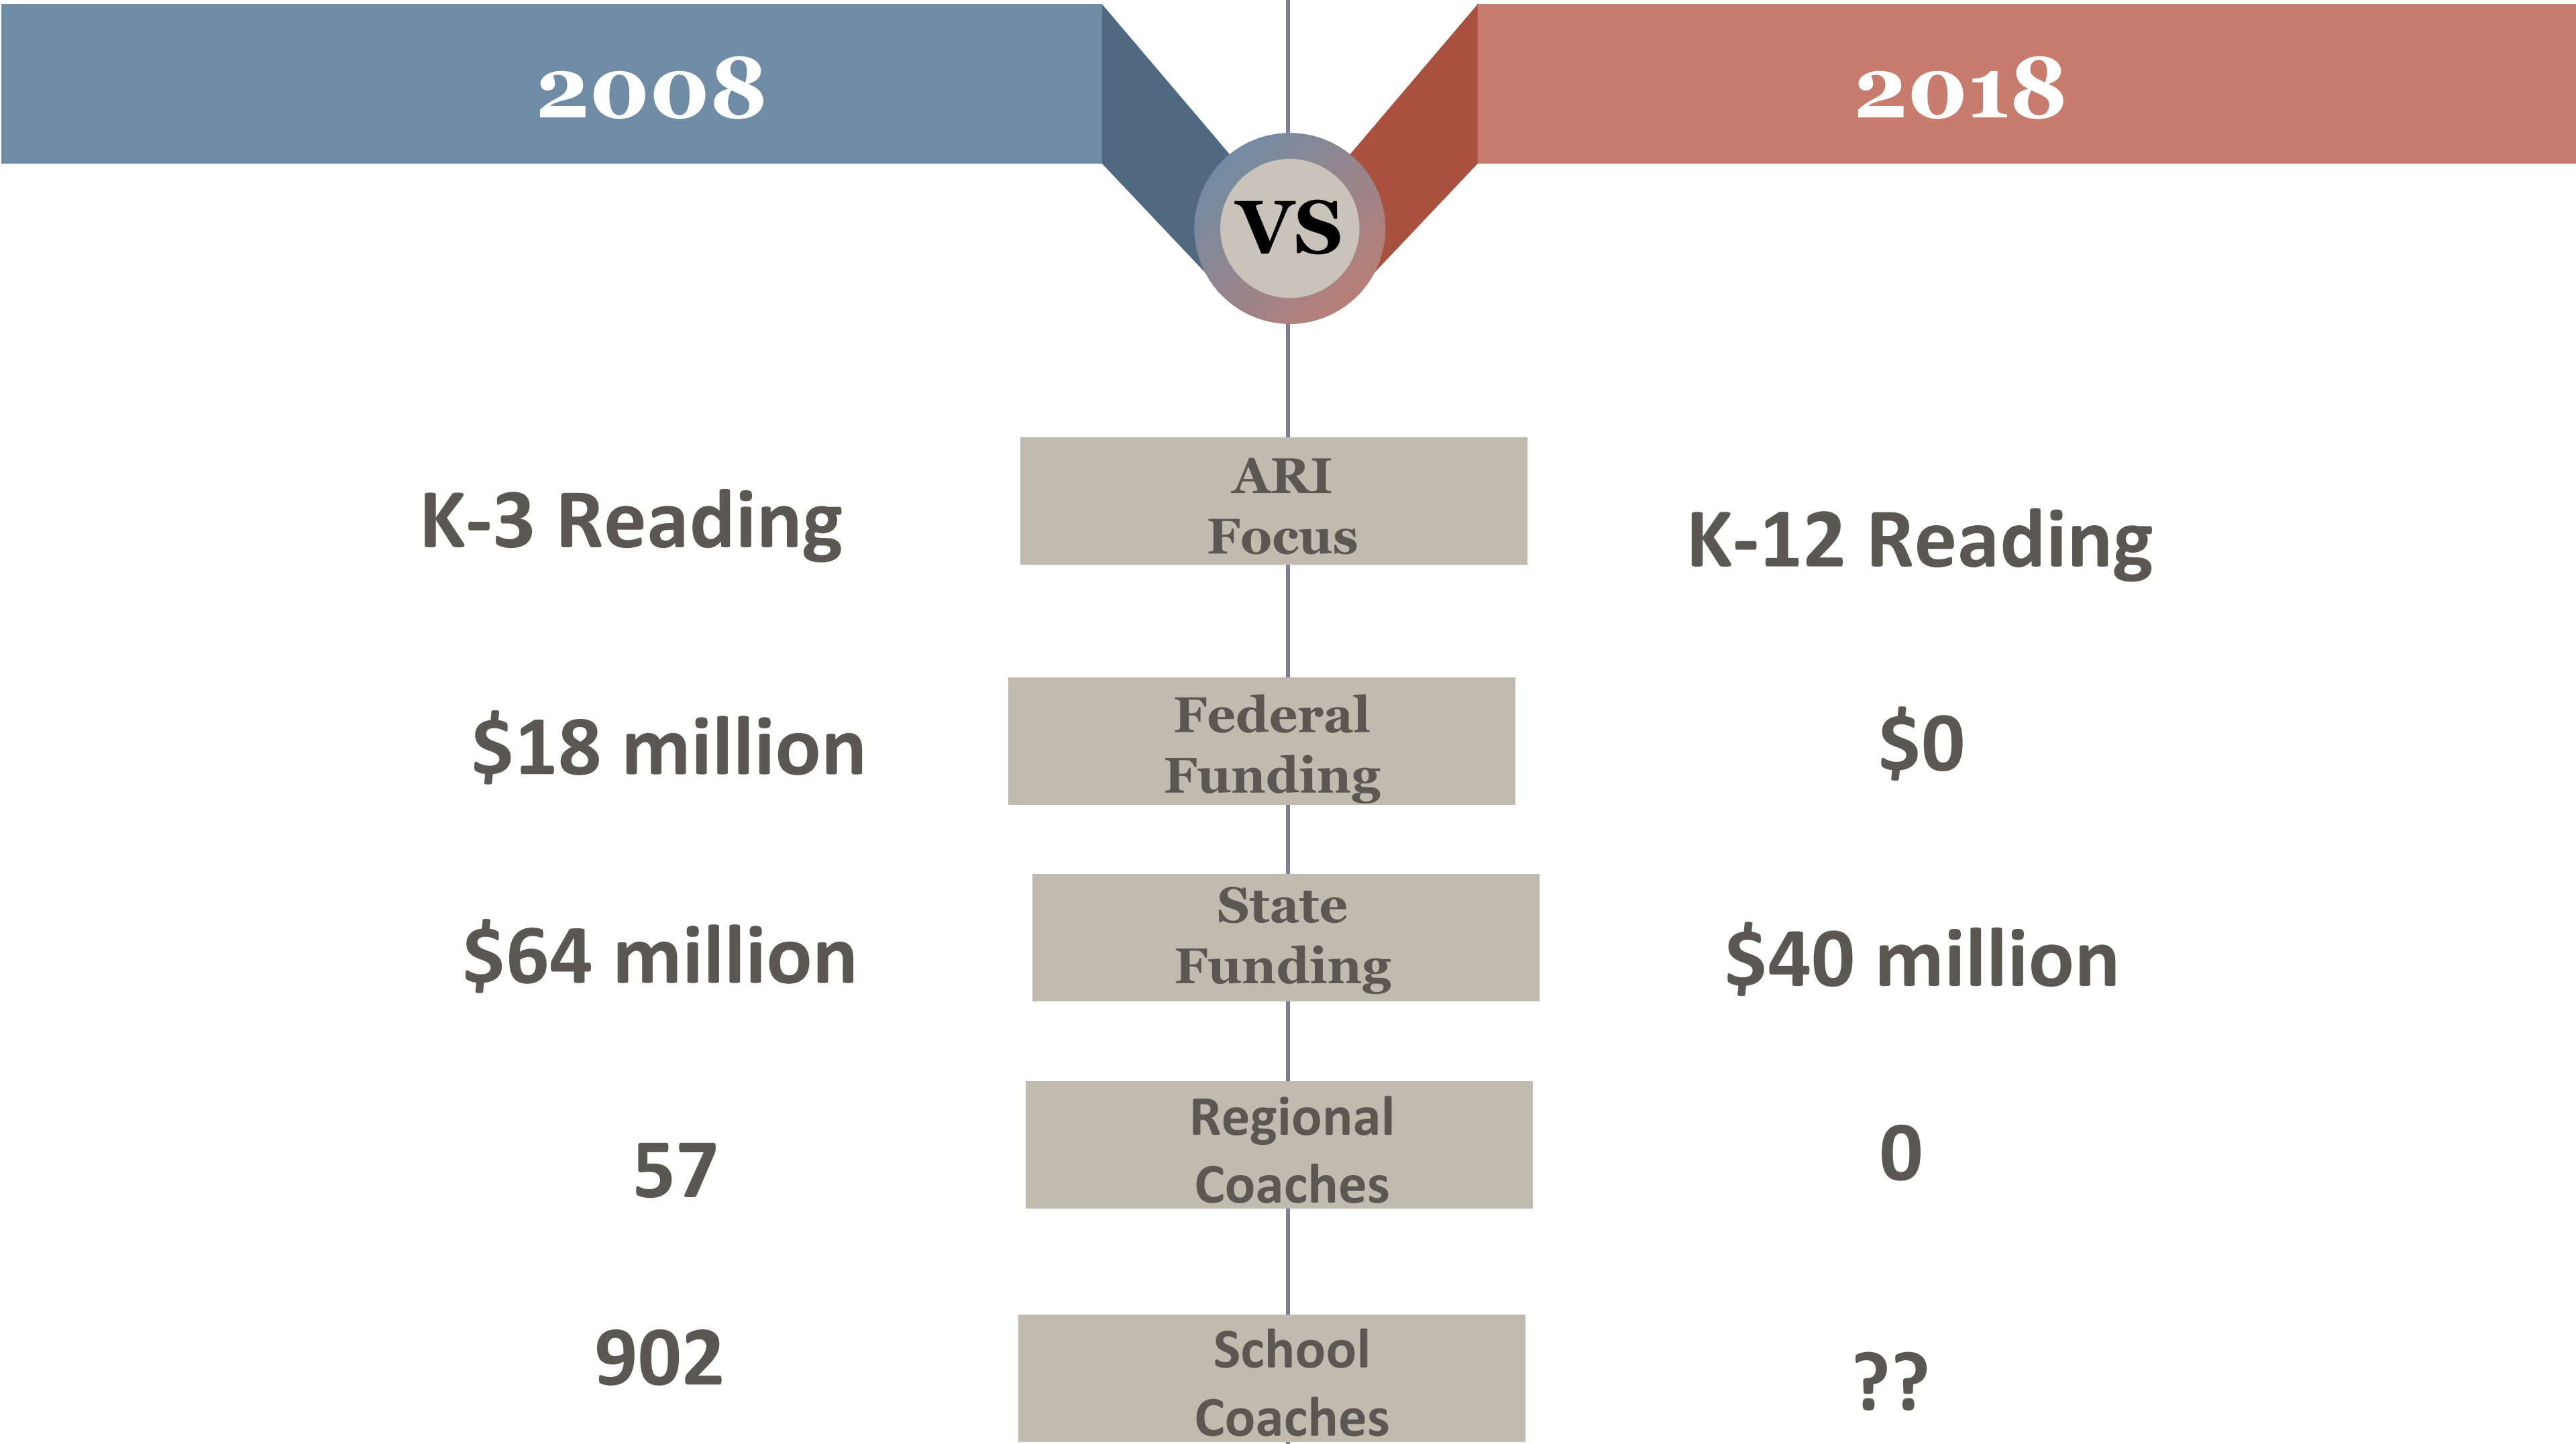 2008
2018
VS
K-3 Reading
ARI
Focus
K-12 Reading
$18 million
Federal
Funding
$0
$64 million
State
Funding
$40 million
57
Regional
Coaches
0
902
School
Coaches
??